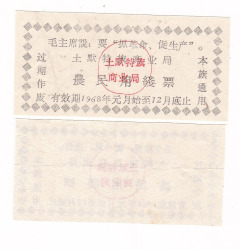 毛主席说：要“抓革命、促生产”。
土默特旗商业局
农民用线票
有效期1968年元月始至12月底止
过期作废
本旗通用
土默特旗
商业局